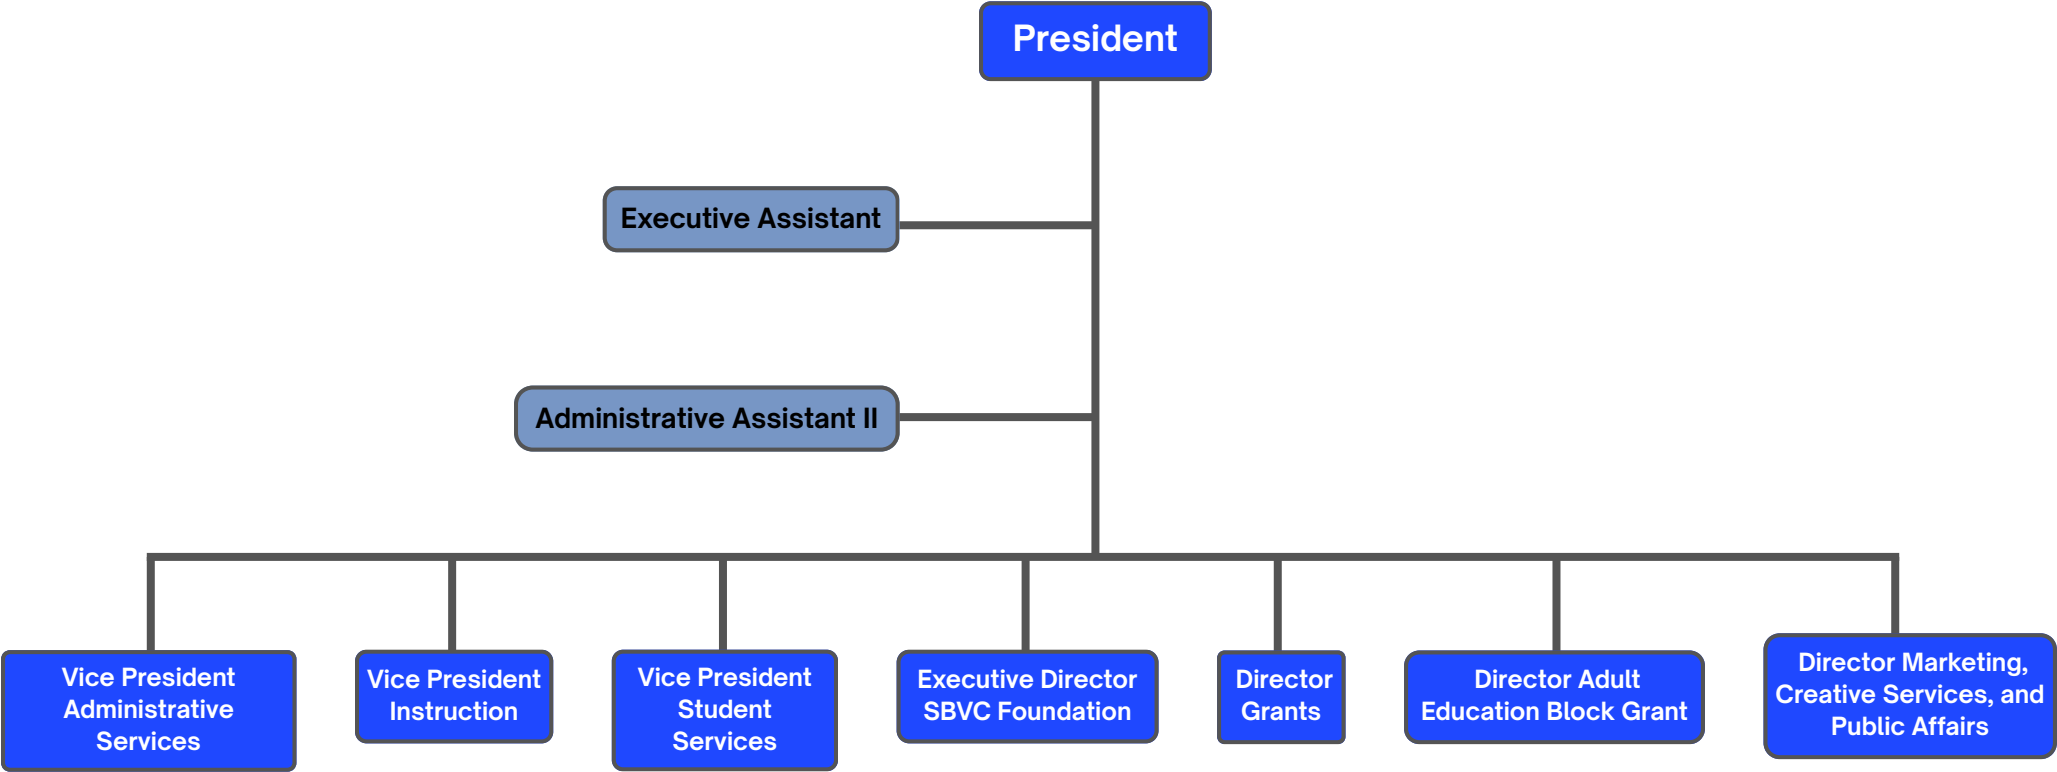 President
Executive Assistant
Administrative Assistant II
Vice President
Administrative
Services
Vice President
Instruction
Vice President
Student
Services
Executive Director
SBVC Foundation
Director
Grants
Director Adult
Education Block Grant
Director Marketing,
Creative Services, and
Public Affairs